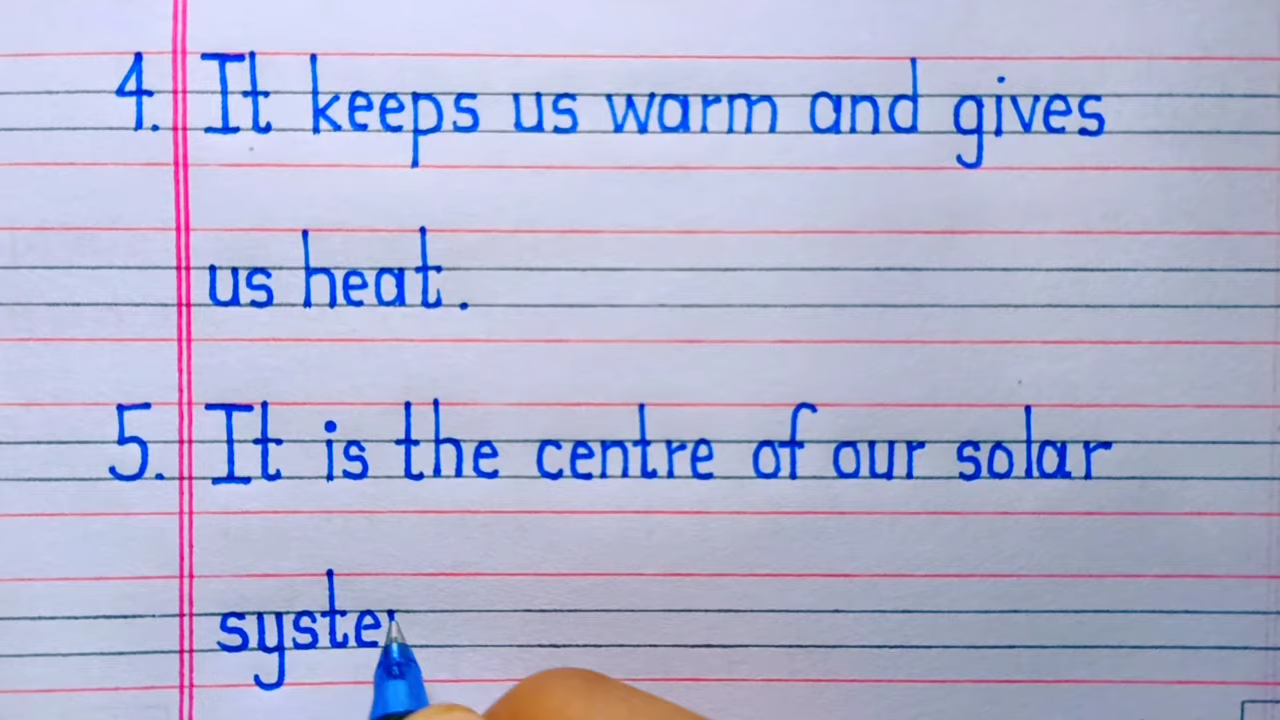 4. It keeps us warm and gives
us heat.
5. It is the centre of our solar
syste